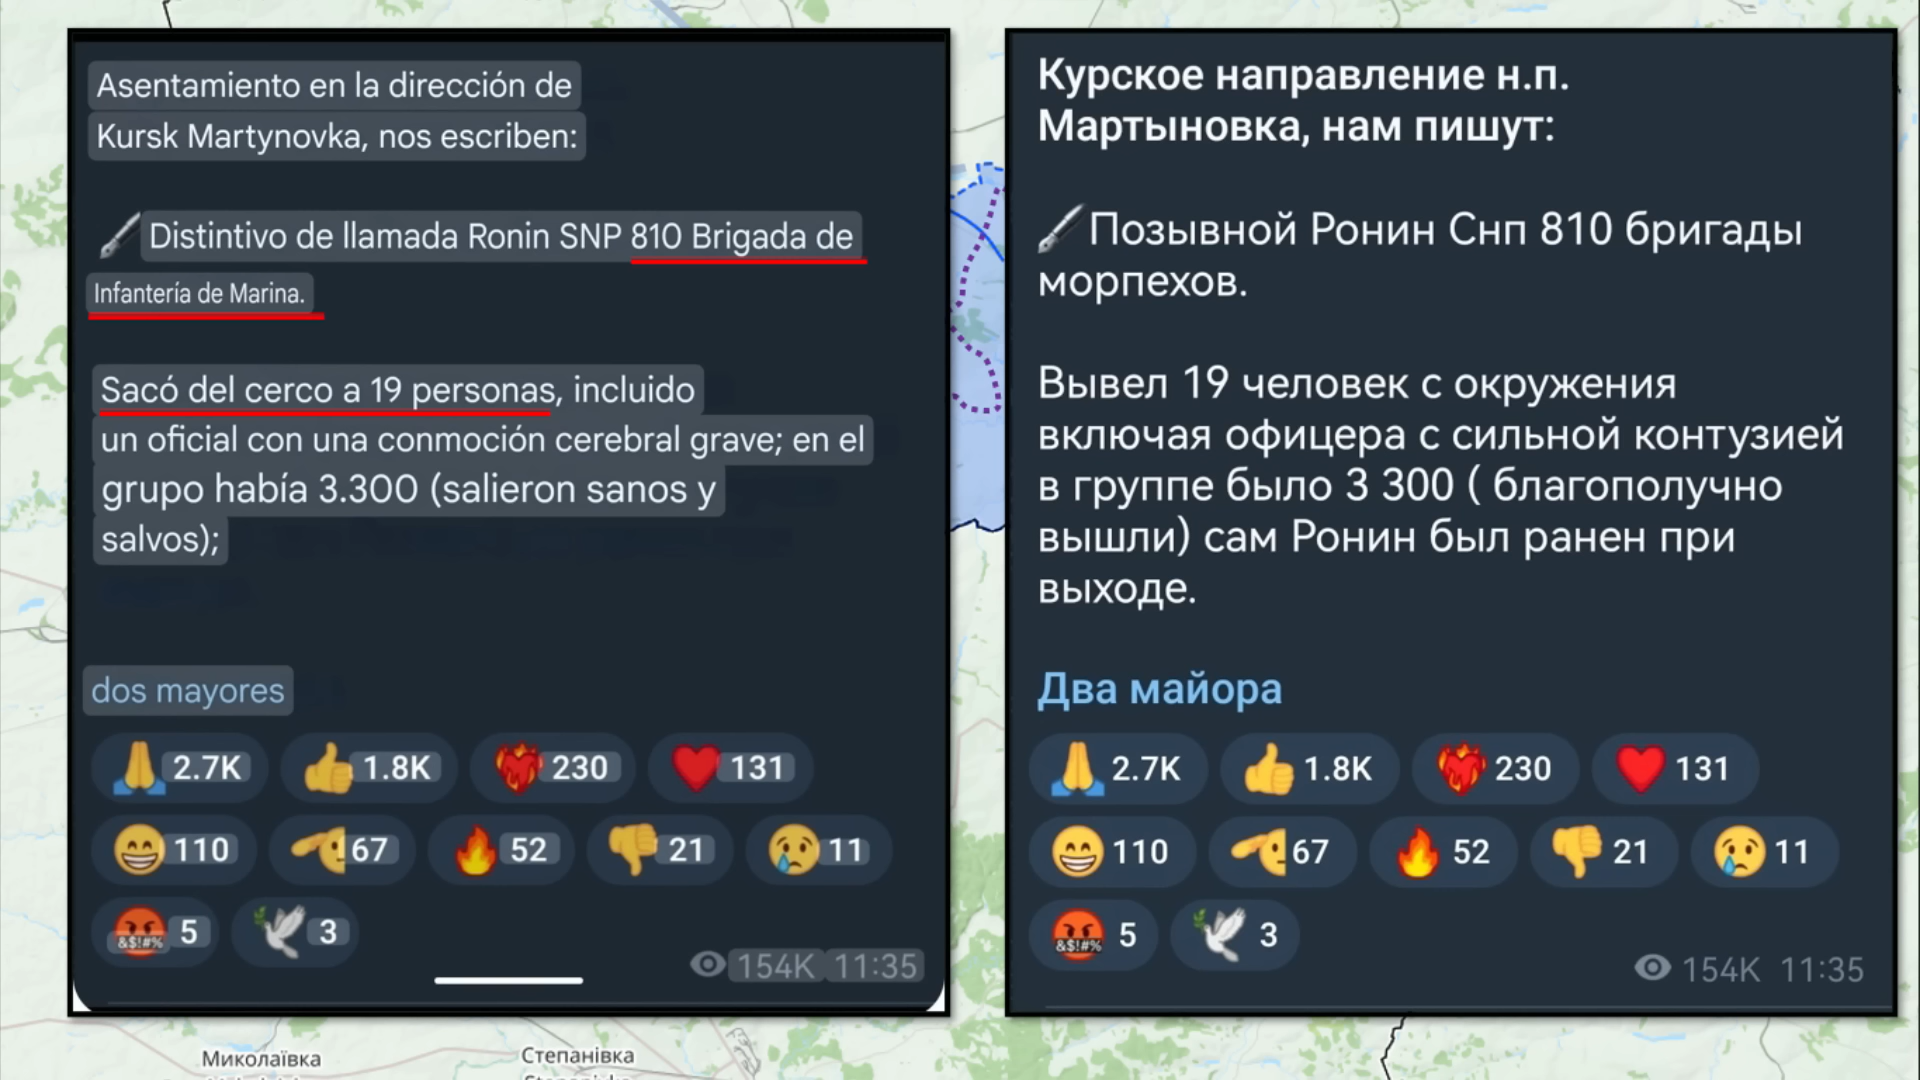 Asentamiento en la dirección de
Kursk Martynovka, nos escriben:
Distintivo de llamada Ronin SNP 810 Brigada de
Infantería de Marina.
Sacó del cerco a 19 personas, incluido
un oficial con una conmoción cerebral grave; en el
grupo había 3.300 (salieron sanos y
salvos);
dos mayores
2.7K 1.8K 230 131
110 67 52 21 11
5 3
154K 11:35
Курское направление н.п.
Мартыновка, нам пишут:
Позывной Ронин Снп 810 бригады
морпехов.
Вывел 19 человек с окружения
включая офицера с сильной контузией
в группе было 3 300 ( благополучно
вышли) сам Ронин был ранен при
выходе.
Два майора
2.7K 1.8K 230 131
110 67 52 21 11
&$!#% 5 3
154K 11:35
Миколаївка
Степанівка